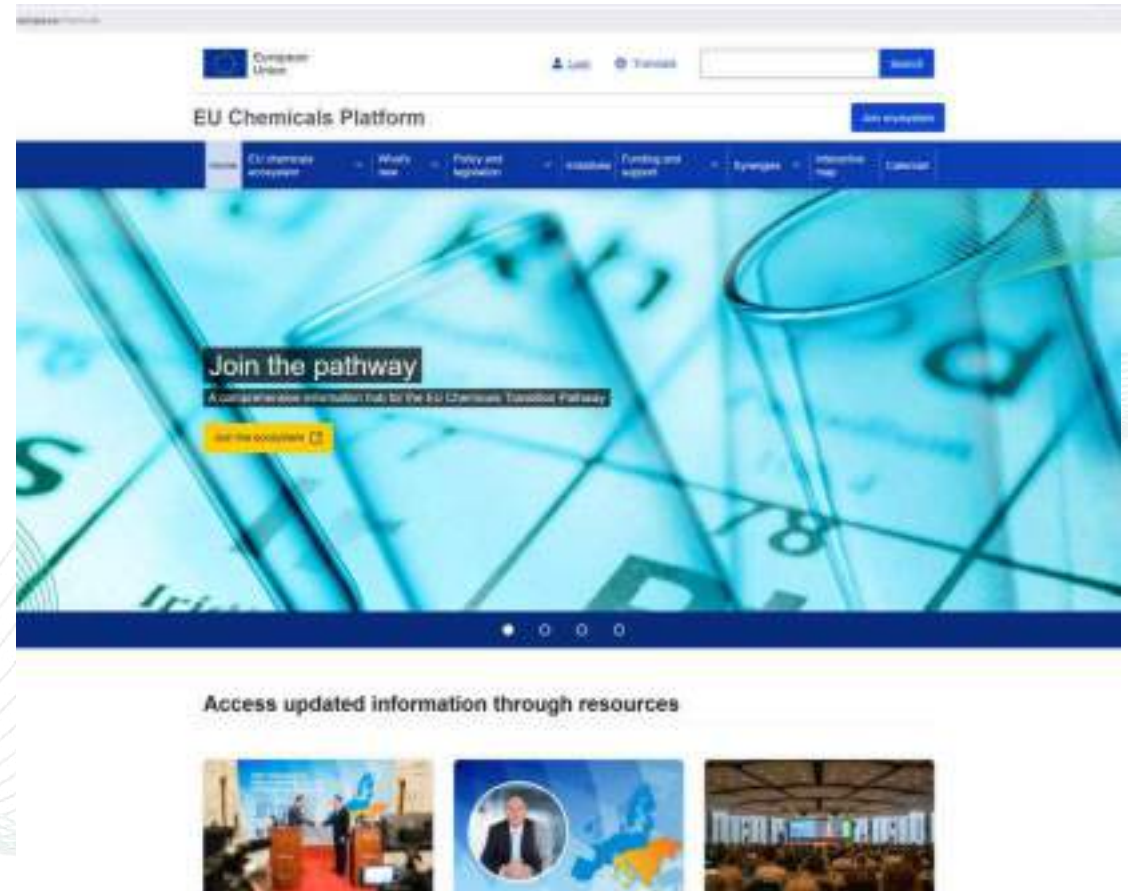 European
Union
Login Translate Search
EU Chemicals Platform
Join ecosystem
Home
EU chemicals
ecosystem
What's
new
Policy and
legislation
Initiatives
Funding and
support
Synergies
Interactive
map
Calendar
Join the pathway
A comprehensive information hub for the EU Chemicals Transition Pathway
Join the ecosystem
78
Access updated information through resources